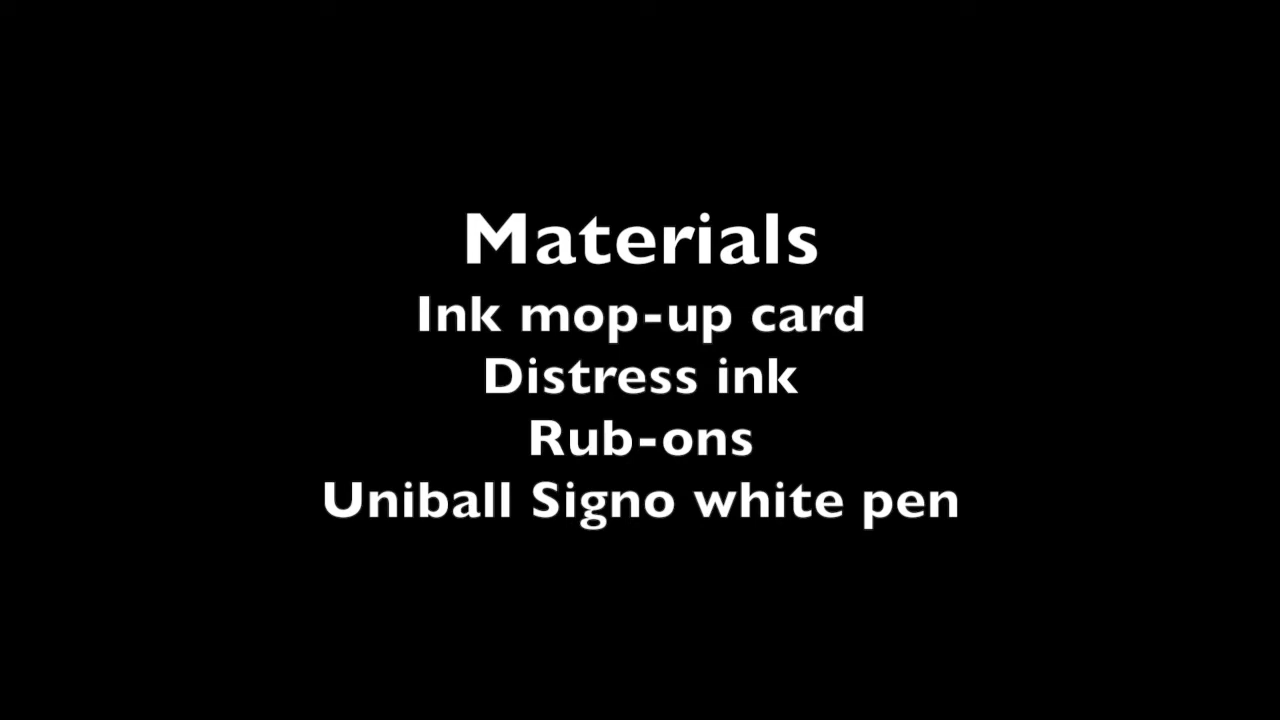 Materials
Ink mop-up card
Distress ink
Rub-ons
Uniball Signo white pen